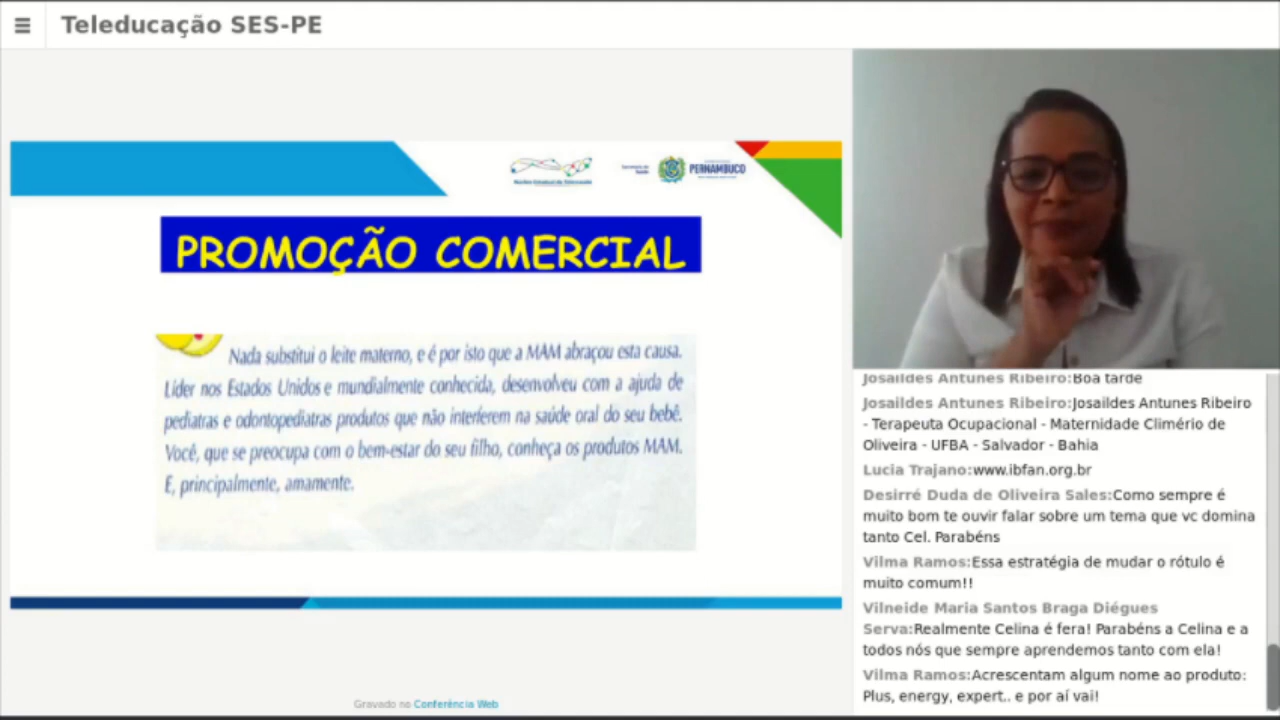 Teleducação SES-PE
PERNAMBUCO
PROMOÇÃO COMERCIAL
Nada substitui o leite materno, e é por isto que a MAM abraçou esta causa.
Líder nos Estados Unidos e mundialmente conhecida, desenvolveu com a ajuda de
pediatras e odontopediatras produtos que não interferem na saúde oral do seu bebê.
Você, que se preocupa com o bem-estar do seu filho, conheça os produtos MAM.
E, principalmente, amamente.
Gravado no Conferência Web
Josaildes Antunes Ribeiro:Boa tarde
Josaildes Antunes Ribeiro:Josaildes Antunes Ribeiro
- Terapeuta Ocupacional - Maternidade Climério de
Oliveira - UFBA - Salvador - Bahia
Lucia Trajano:www.ibfan.org.br
Desirré Duda de Oliveira Sales:Como sempre é
muito bom te ouvir falar sobre um tema que vc domina
tanto Cel. Parabéns
Vilma Ramos:Essa estratégia de mudar o rótulo é
muito comum!!
Vilneide Maria Santos Braga Diégues
Serva:Realmente Celina é fera! Parabéns a Celina e a
todos nós que sempre aprendemos tanto com ela!
Vilma Ramos:Acrescentam algum nome ao produto:
Plus, energy, expert.. e por aí vai!